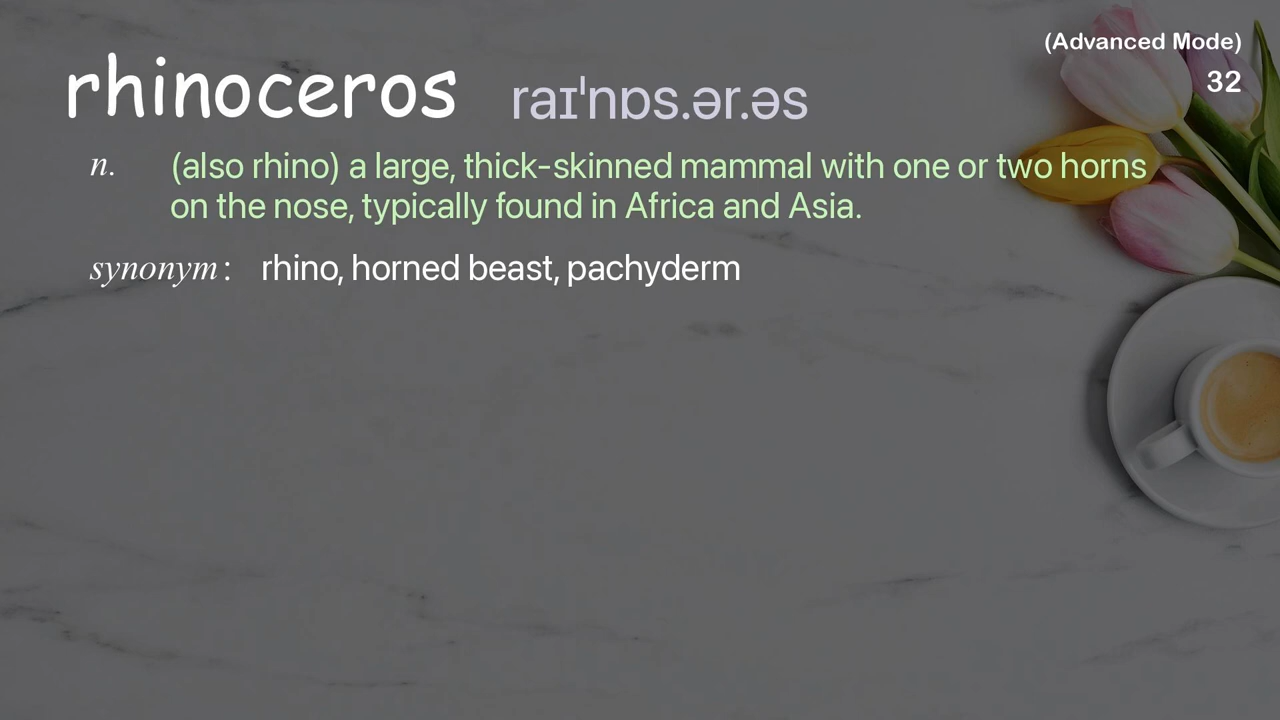 (Advanced Mode)
32
rhinoceros raɪˈnɒs.ər.əs
n. (also rhino) a large, thick-skinned mammal with one or two horns
on the nose, typically found in Africa and Asia.
synonym : rhino, horned beast, pachyderm